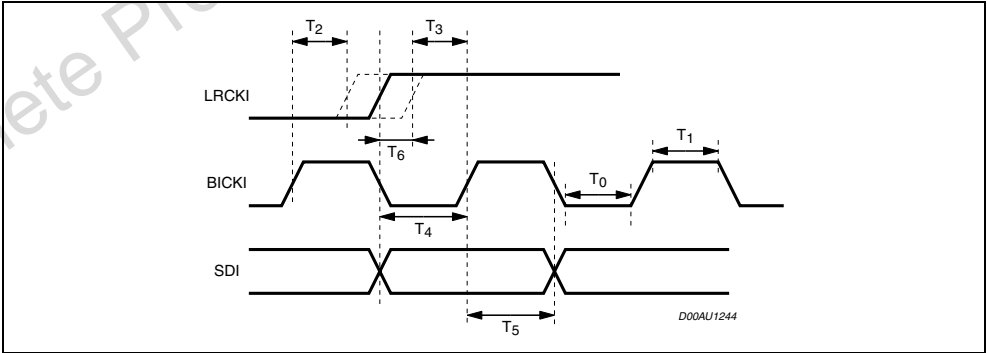 T2 T3
LRCKI
T6 T1
BICKI T0
T4
SDI
T5 D00AU1244